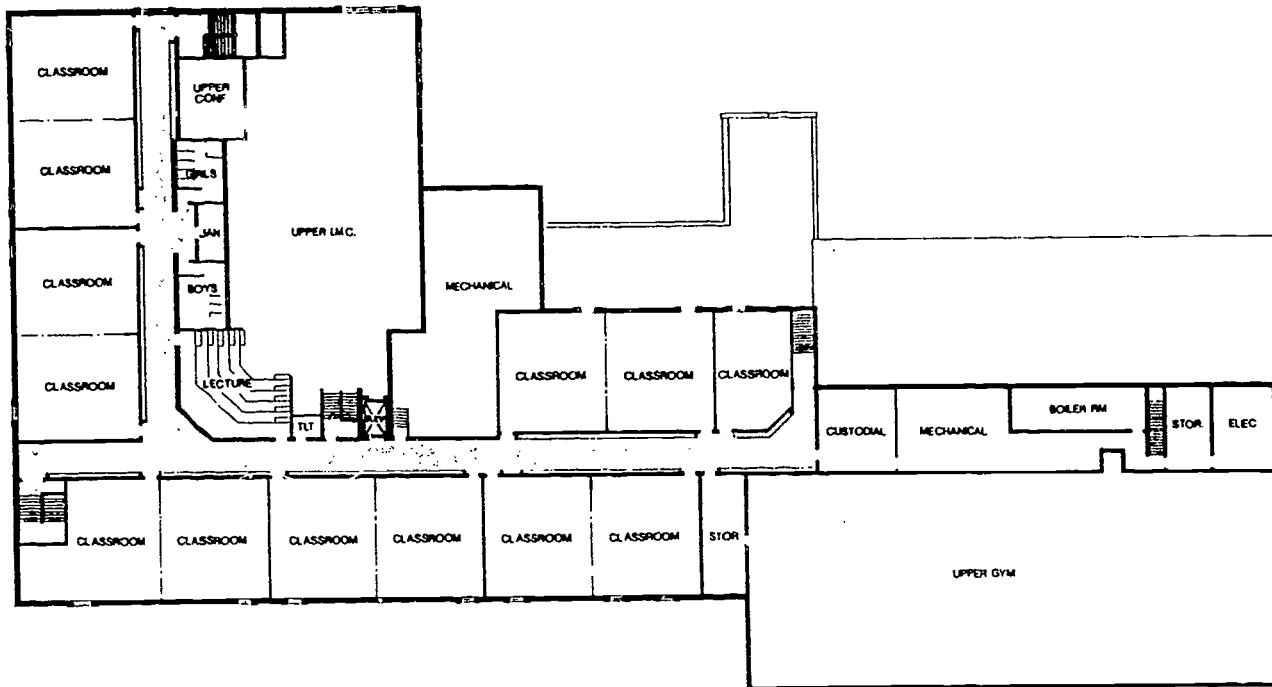 CLASSROOM
UPPER
CONF
CLASSROOM
GIRLS
JAN
UPPER I.M.C.
CLASSROOM
BOYS
MECHANICAL
CLASSROOM
LECTURE
TLT
CLASSROOM
CLASSROOM
CLASSROOM
CUSTODIAL
MECHANICAL
BOILER RM
STOR.
ELEC
CLASSROOM
CLASSROOM
CLASSROOM
CLASSROOM
CLASSROOM
CLASSROOM
STOR
UPPER GYM